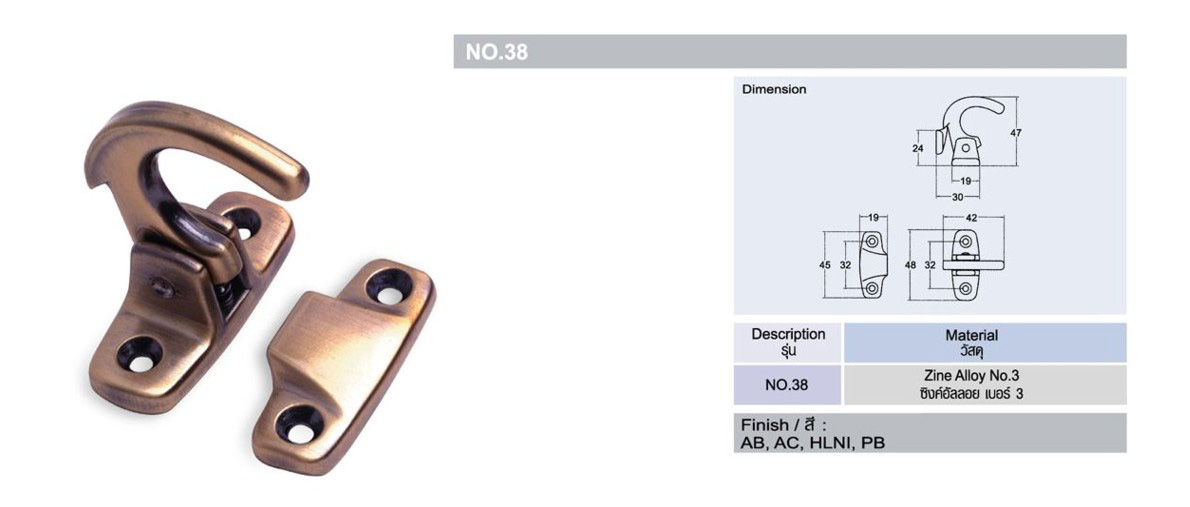 NO.38
Dimension
47
24
19
30
19
42
45
32
48
32
Description
รุ่น
Material
วัสดุ
NO.38
Zine Alloy No.3
ซิงค์อัลลอย เบอร์ 3
Finish / สี :
AB, AC, HLNI, PB